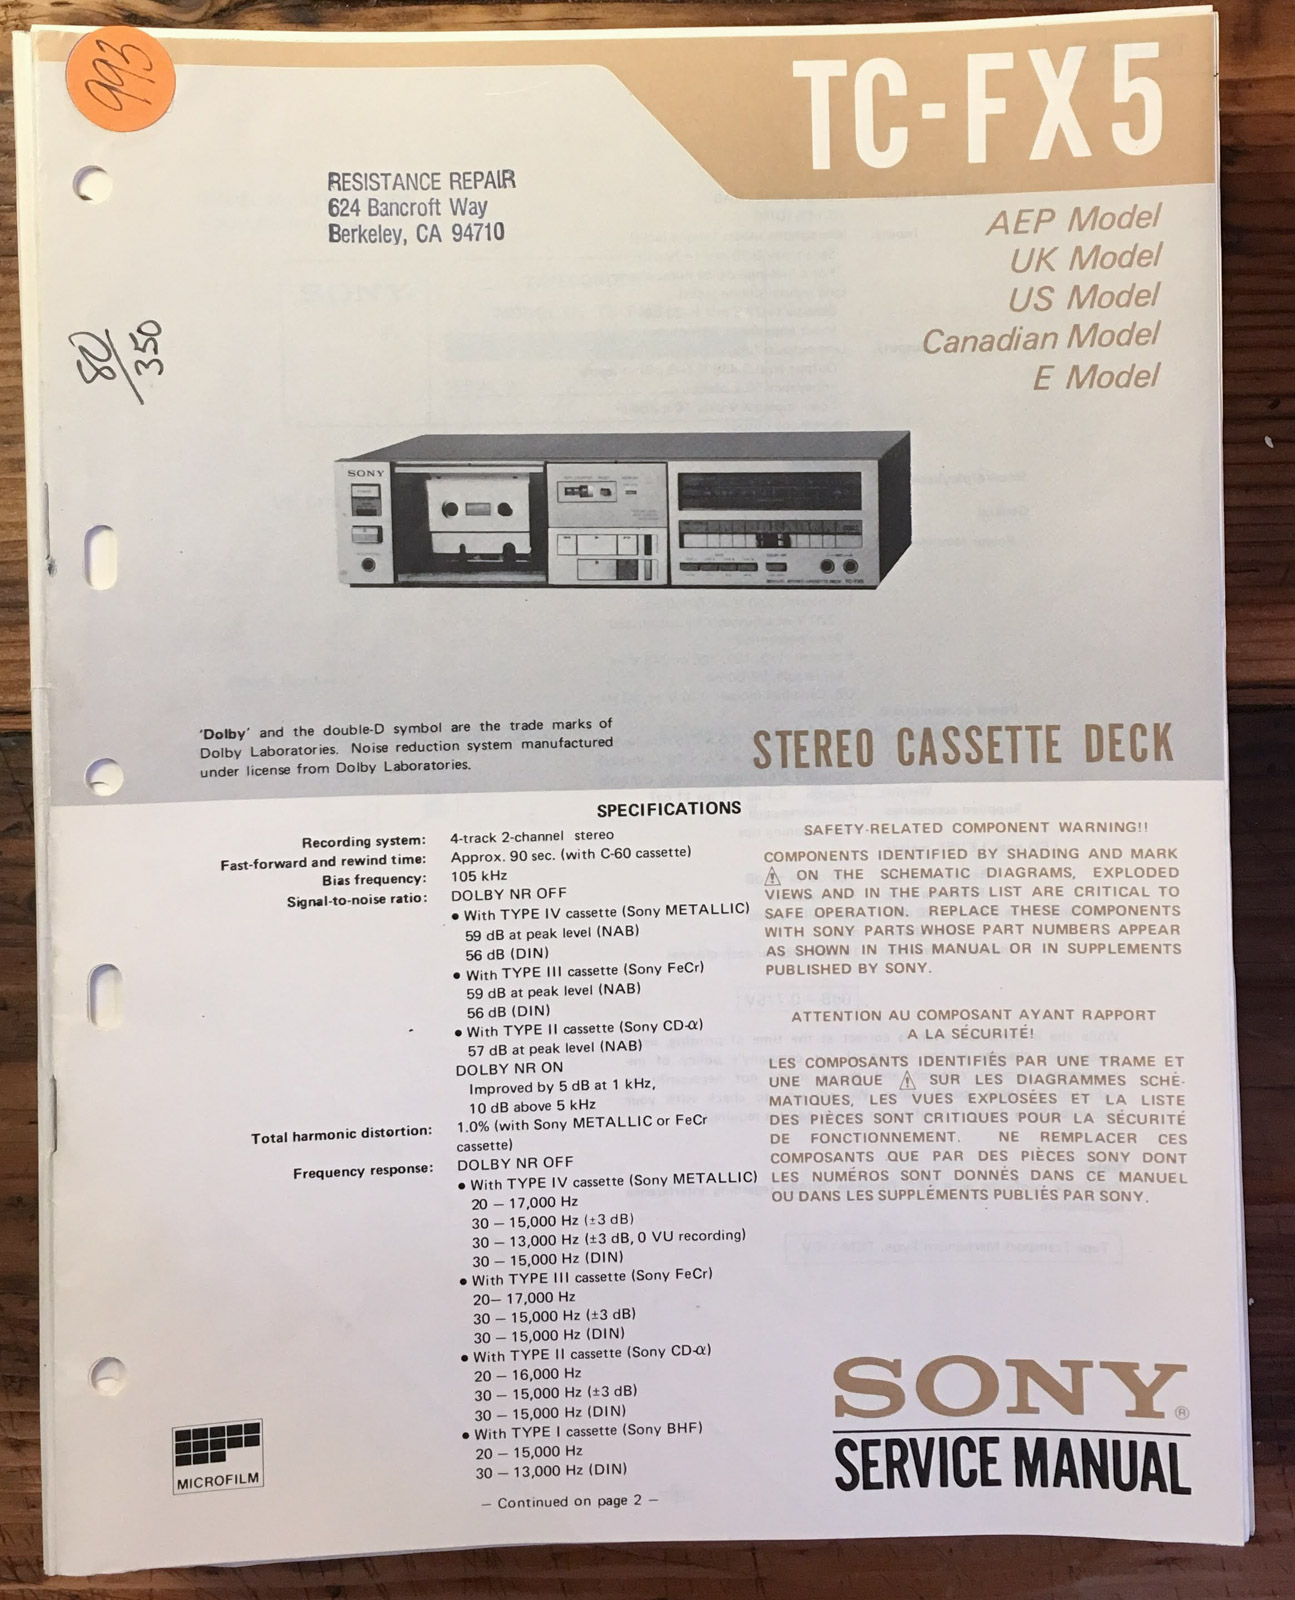 993
TC-FX5
RESISTANCE REPAIR
624 Bancroft Way
Berkeley, CA 94710
AEP Model
UK Model
US Model
Canadian Model
E Model
80/350
SONY
TC-FX5
'Dolby' and the double-D symbol are the trade marks of
Dolby Laboratories. Noise reduction system manufactured
under license from Dolby Laboratories.
STEREO CASSETTE DECK
SPECIFICATIONS
Recording system: 4-track 2-channel stereo
Fast-forward and rewind time: Approx. 90 sec. (with C-60 cassette)
Bias frequency: 105 kHz
Signal-to-noise ratio: DOLBY NR OFF
• With TYPE IV cassette (Sony METALLIC)
59 dB at peak level (NAB)
56 dB (DIN)
• With TYPE III cassette (Sony FeCr)
59 dB at peak level (NAB)
56 dB (DIN)
• With TYPE II cassette (Sony CD-α)
57 dB at peak level (NAB)
DOLBY NR ON
Improved by 5 dB at 1 kHz,
10 dB above 5 kHz
Total harmonic distortion: 1.0% (with Sony METALLIC or FeCr
cassette)
Frequency response: DOLBY NR OFF
• With TYPE IV cassette (Sony METALLIC)
20 – 17,000 Hz
30 – 15,000 Hz (±3 dB)
30 – 13,000 Hz (±3 dB, 0 VU recording)
30 – 15,000 Hz (DIN)
• With TYPE III cassette (Sony FeCr)
20– 17,000 Hz
30 – 15,000 Hz (±3 dB)
30 – 15,000 Hz (DIN)
• With TYPE II cassette (Sony CD-α)
20 – 16,000 Hz
30 – 15,000 Hz (±3 dB)
30 – 15,000 Hz (DIN)
• With TYPE I cassette (Sony BHF)
20 – 15,000 Hz
30 – 13,000 Hz (DIN)
– Continued on page 2 –
SAFETY-RELATED COMPONENT WARNING!!
COMPONENTS IDENTIFIED BY SHADING AND MARK
⚠ ON THE SCHEMATIC DIAGRAMS, EXPLODED
VIEWS AND IN THE PARTS LIST ARE CRITICAL TO
SAFE OPERATION. REPLACE THESE COMPONENTS
WITH SONY PARTS WHOSE PART NUMBERS APPEAR
AS SHOWN IN THIS MANUAL OR IN SUPPLEMENTS
PUBLISHED BY SONY.
ATTENTION AU COMPOSANT AYANT RAPPORT
A LA SÉCURITÉ!
LES COMPOSANTS IDENTIFIÉS PAR UNE TRAME ET
UNE MARQUE ⚠ SUR LES DIAGRAMMES SCHÉ-
MATIQUES, LES VUES EXPLOSÉES ET LA LISTE
DES PIÈCES SONT CRITIQUES POUR LA SÉCURITÉ
DE FONCTIONNEMENT. NE REMPLACER CES
COMPOSANTS QUE PAR DES PIÈCES SONY DONT
LES NUMÉROS SONT DONNÉS DANS CE MANUEL
OU DANS LES SUPPLÉMENTS PUBLIÉS PAR SONY.
MICROFILM
SONY®
SERVICE MANUAL